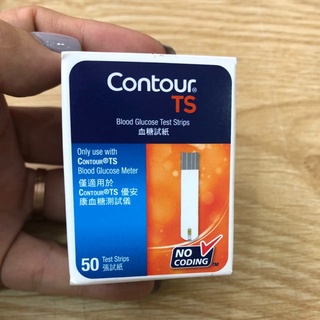 Contour®
TS
Blood Glucose Test Strips
血糖試紙
Only use with
CONTOUR®TS
Blood Glucose Meter
僅適用於
CONTOUR®TS 優安
康血糖測試儀
50 Test Strips
張試紙
NO
CODING™